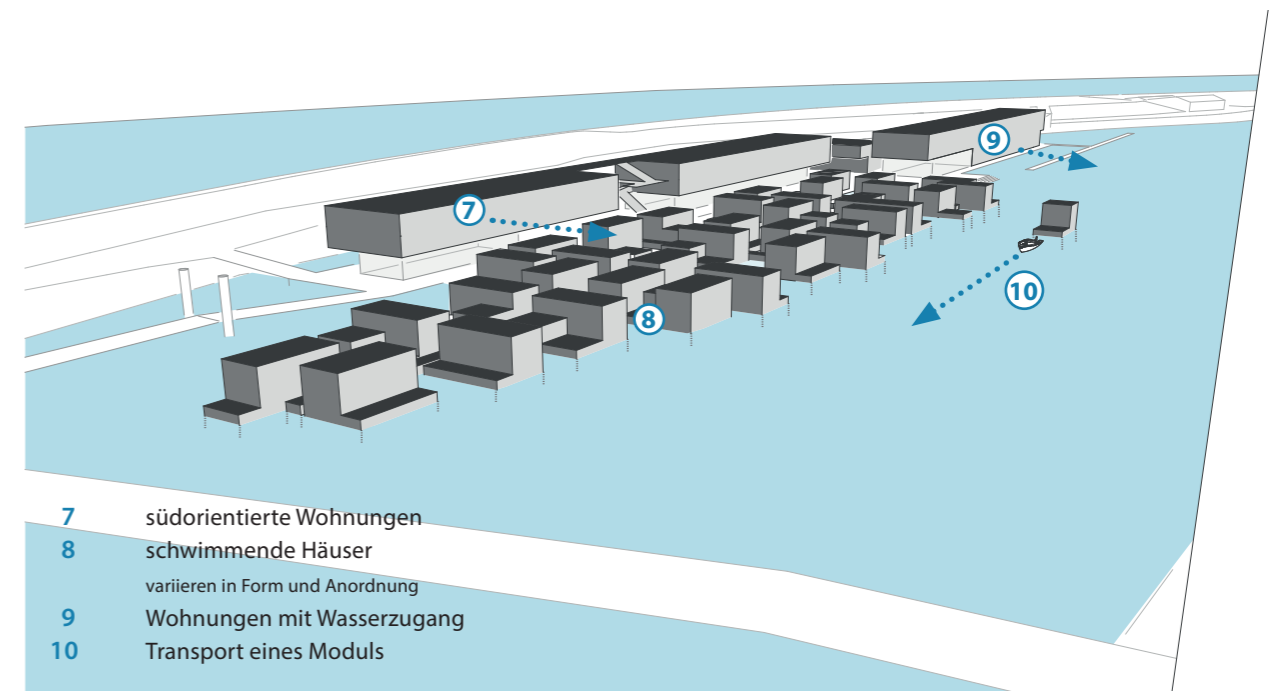 9
7
10
8
7 südorientierte Wohnungen
8 schwimmende Häuser
variieren in Form und Anordnung
9 Wohnungen mit Wasserzugang
10 Transport eines Moduls